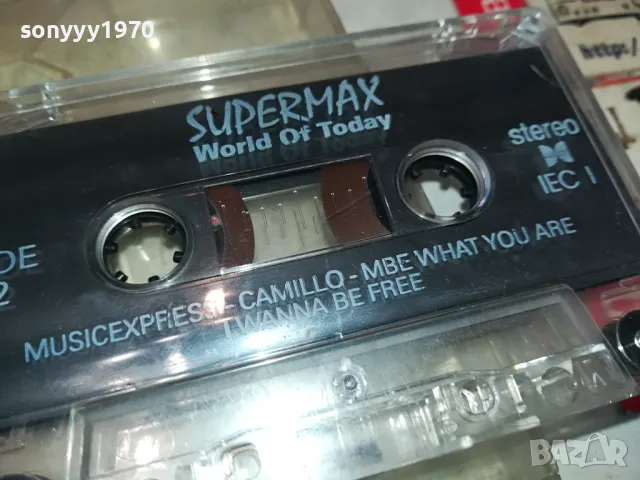 sonyyy1970
http:/
SUPERMAX
World Of Today
stereo
IEC I
DE
2
MUSICEXPRESS - CAMILLO - MBE WHAT YOU ARE
I WANNA BE FREE
BAZAR